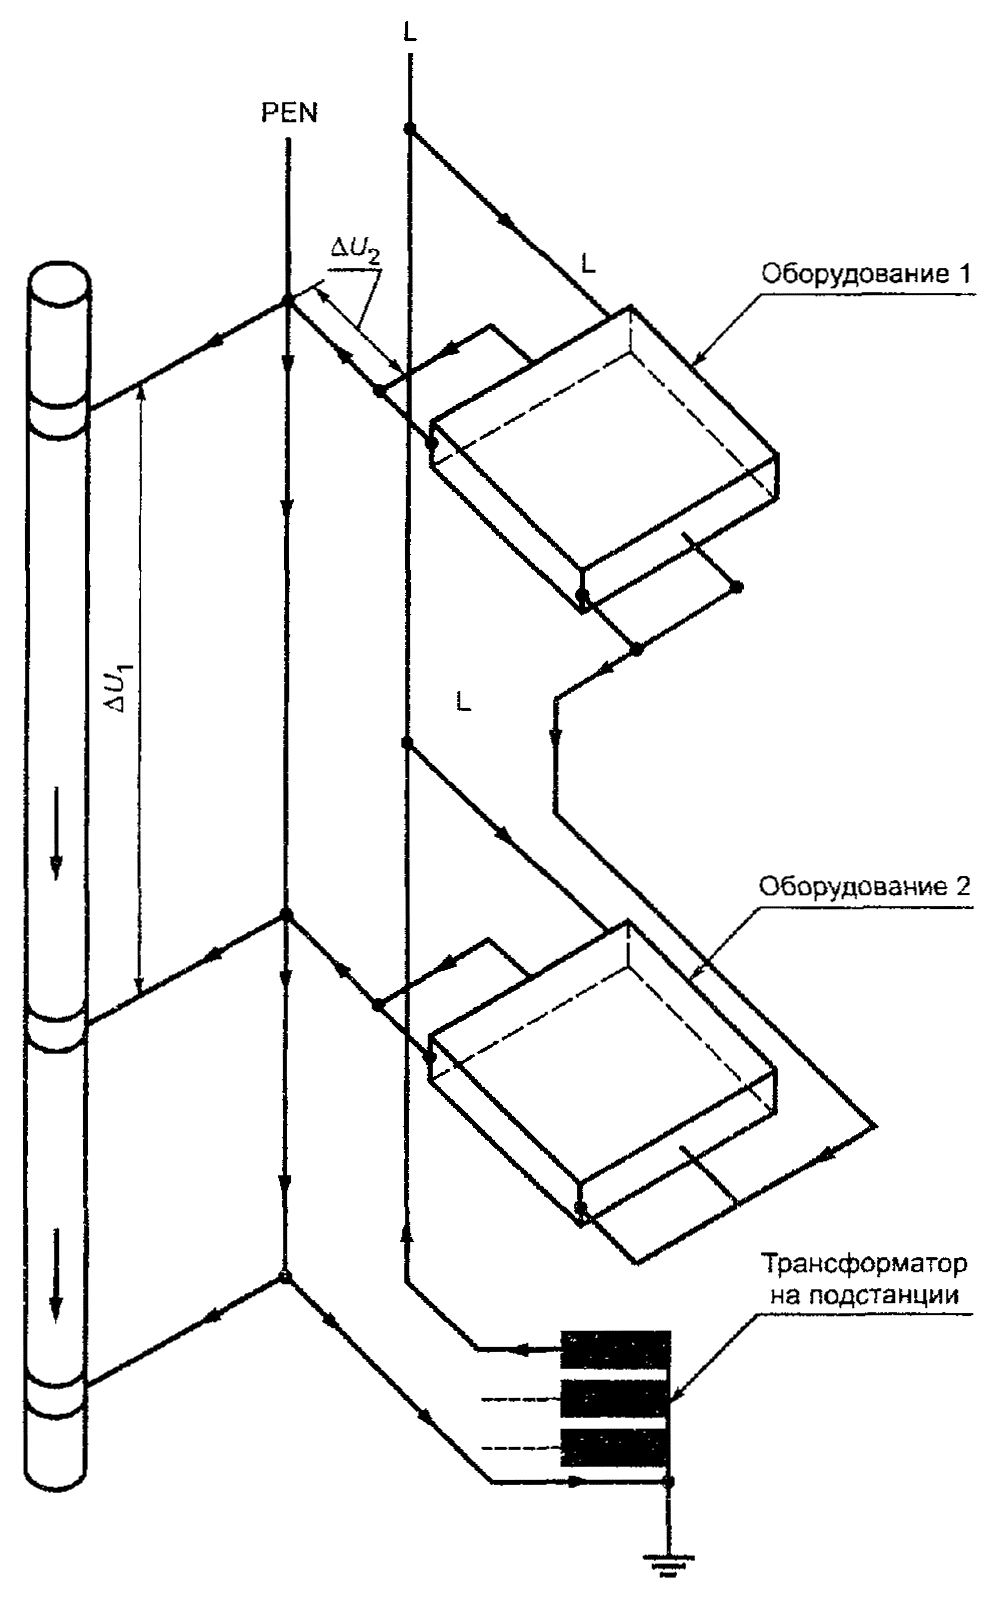 L
PEN
ΔU₂
L
Оборудование 1
ΔU₁
L
Оборудование 2
Трансформатор
на подстанции